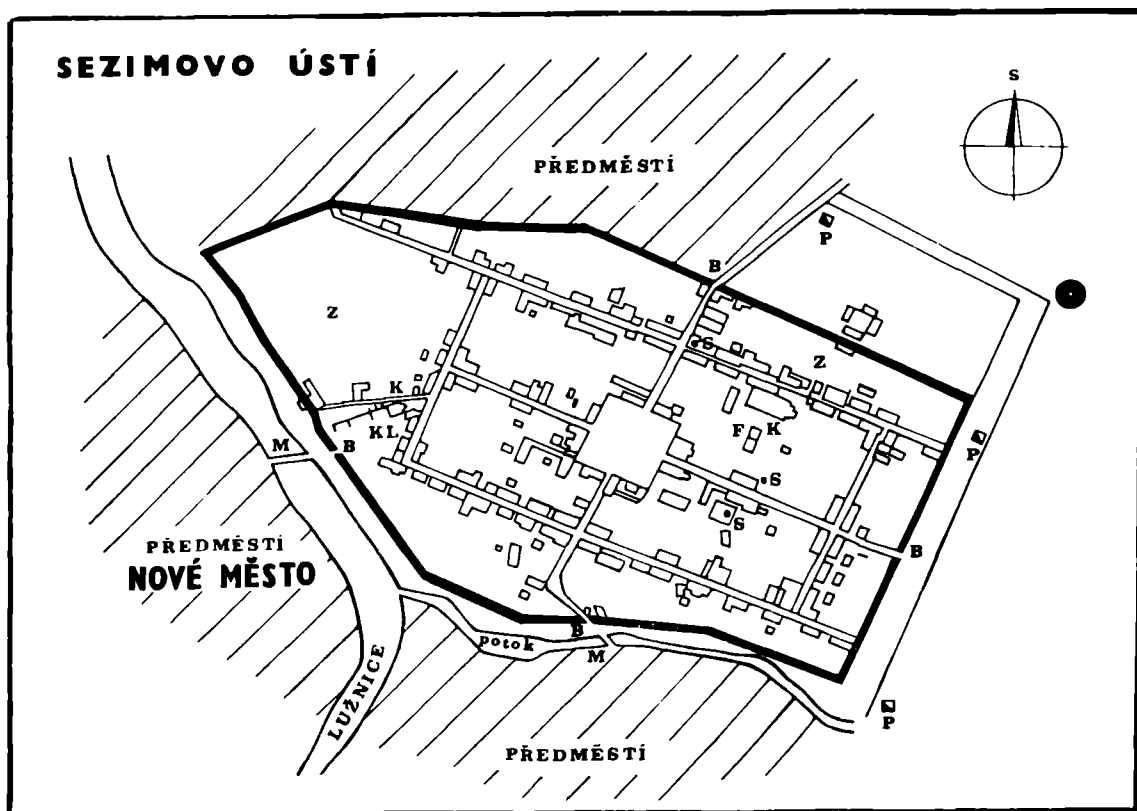 SEZIMOVO ÚSTÍ
S
PŘEDMĚSTÍ
P
B
Z
S
Z
K
F K
KL
M
B
P
S
S
PŘEDMĚSTÍ
NOVÉ MĚSTO
B
B
potok
M
LUŽNICE
P
PŘEDMĚSTÍ